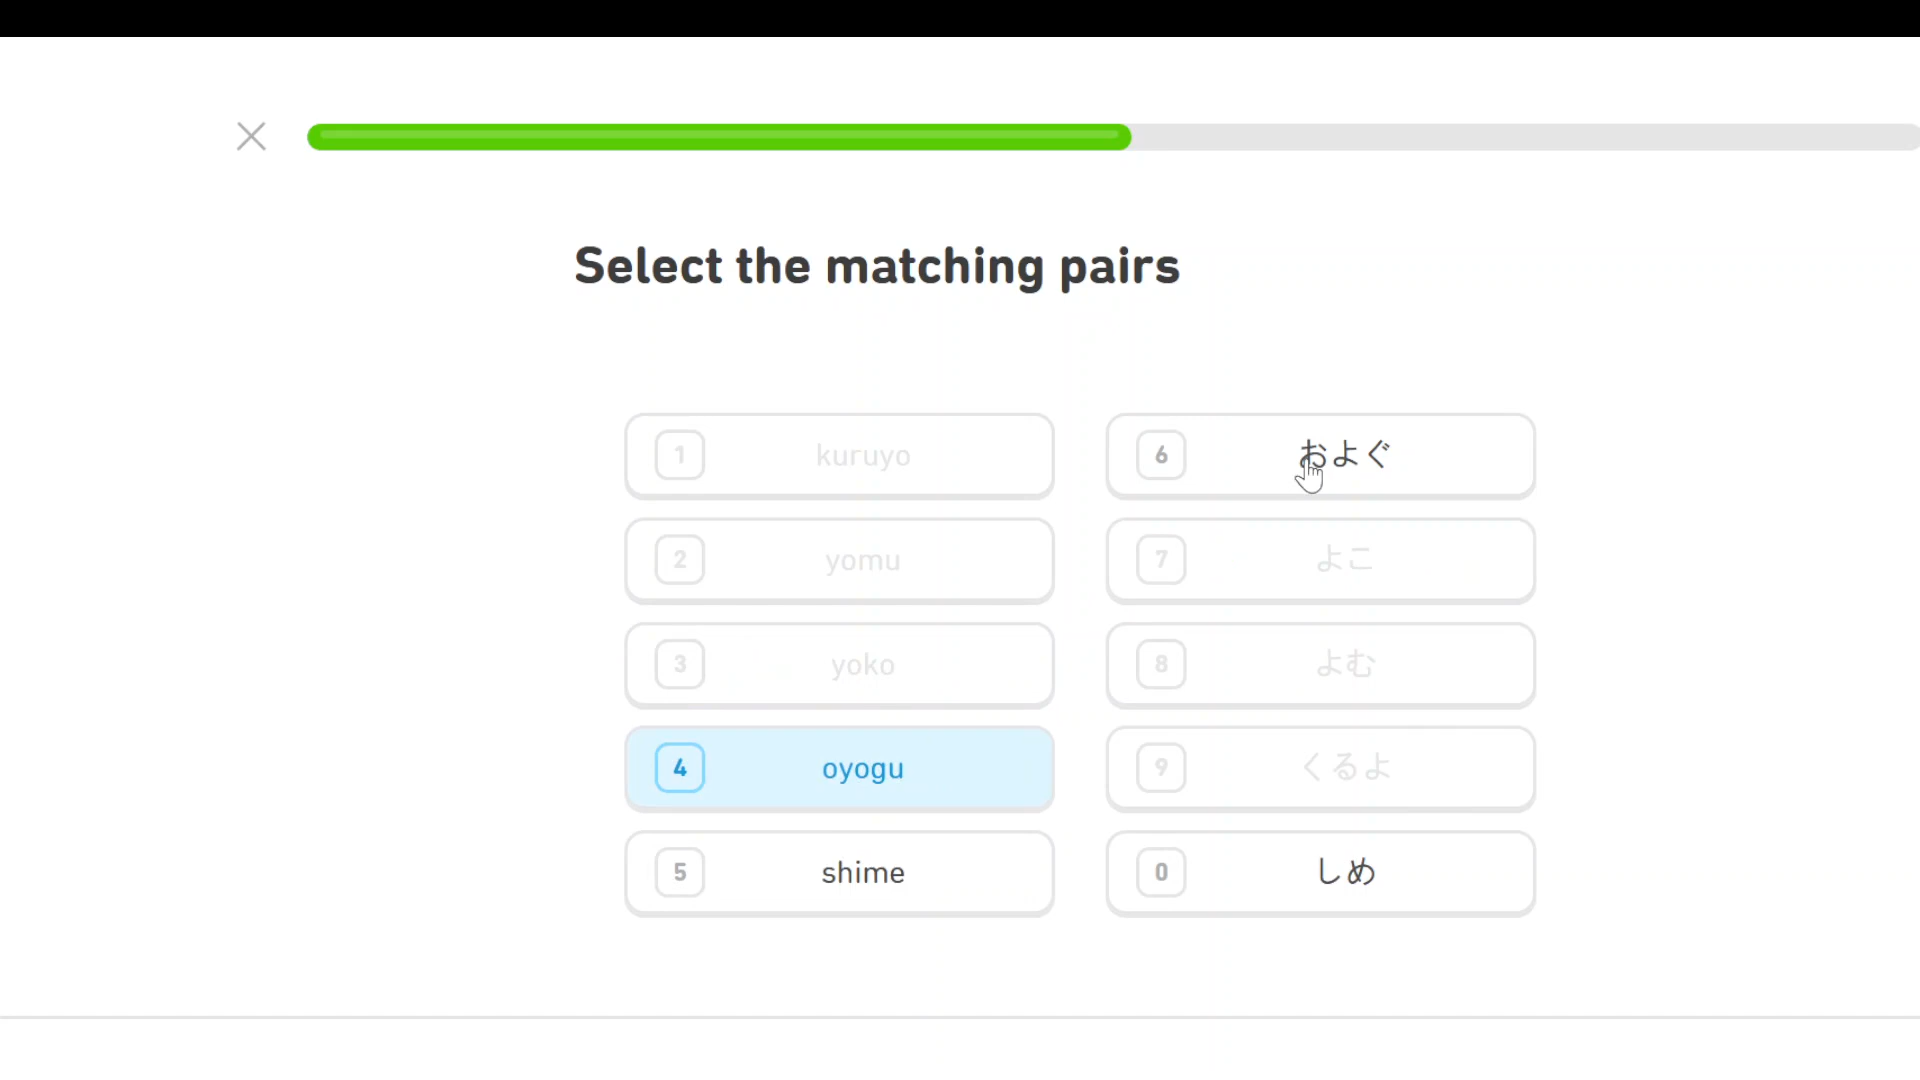 Select the matching pairs
1 kuruyo
6 およぐ
2 yomu
7 よこ
3 yoko
8 よむ
4 oyogu
9 くるよ
5 shime
0 しめ